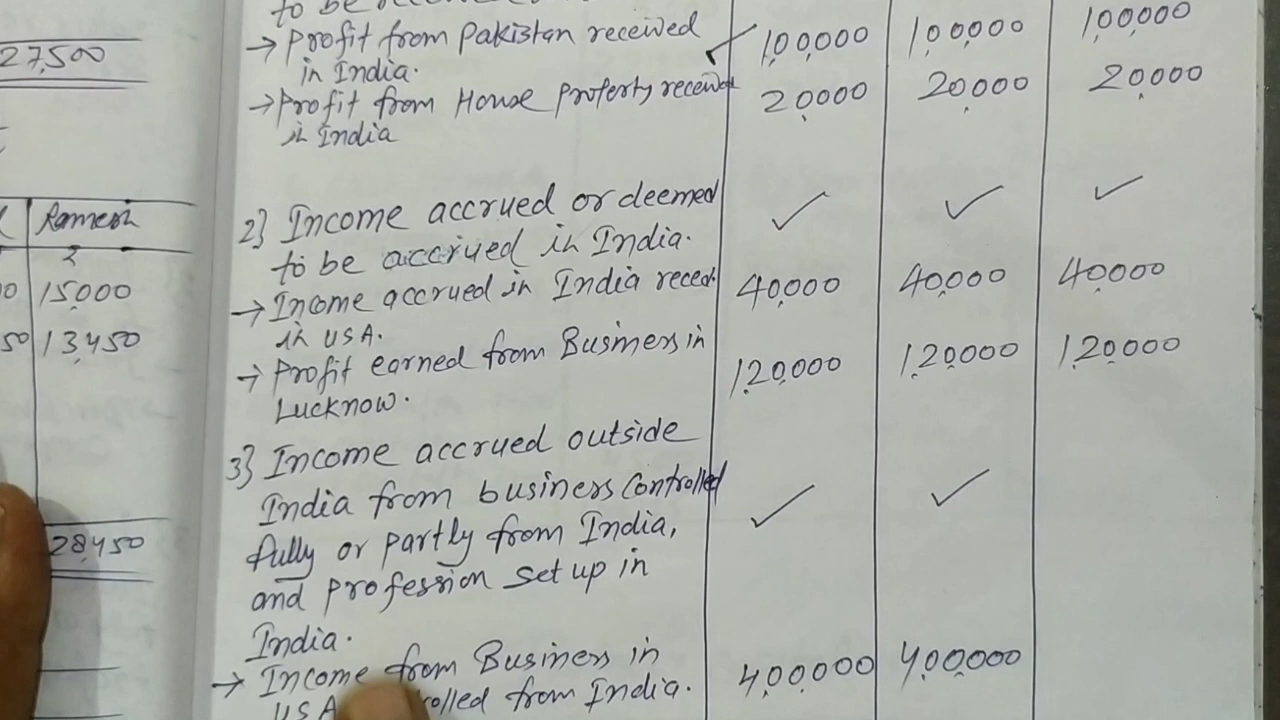 27,500
Ramesh
₹
15,000
13,450
28,450
to be
→ Profit from Pakistan received 1,00,000 1,00,000 1,00,000
in India.
→ Profit from House Property received 20,000 20,000 20,000
in India
2) Income accrued or deemed ✓ ✓ ✓
to be accrued in India.
→ Income accrued in India received 40,000 40,000 40,000
in USA.
→ Profit earned from Business in 1,20,000 1,20,000 1,20,000
Lucknow.
3) Income accrued outside
India from business controlled ✓ ✓
fully or partly from India,
and profession set up in
India.
→ Income from Business in 4,00,000 4,00,000
USA from India.